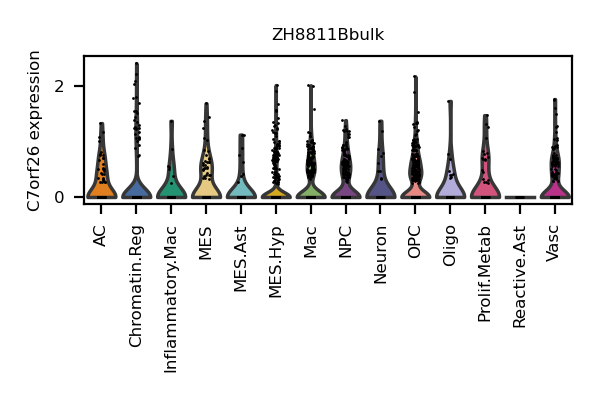 ZH8811Bbulk
C7orf26 expression
2
0
AC
Chromatin.Reg
Inflammatory.Mac
MES
MES.Ast
MES.Hyp
Mac
NPC
Neuron
OPC
Oligo
Prolif.Metab
Reactive.Ast
Vasc